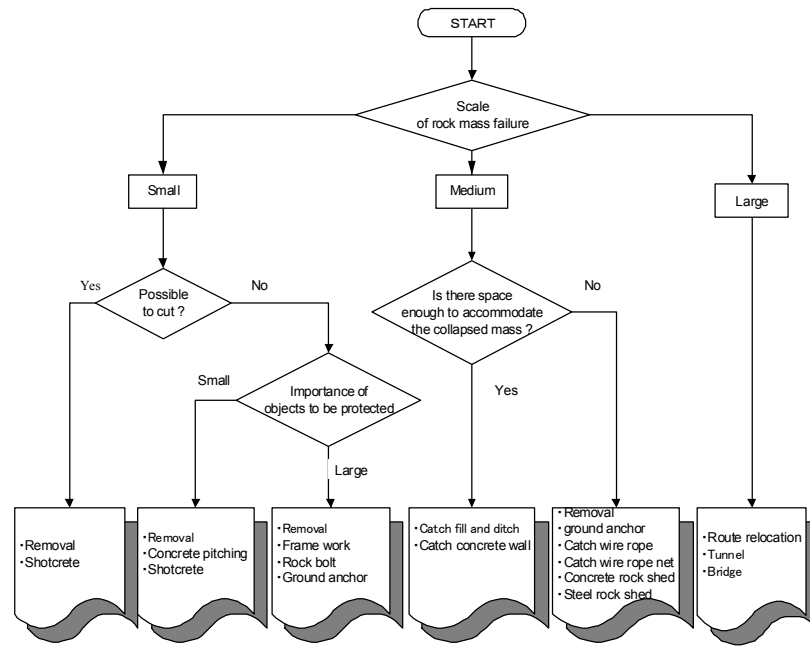 START
Scale
of rock mass failure
Small
Medium
Large
Yes
Possible
to cut ?
No
Is there space
enough to accommodate
the collapsed mass ?
No
Small
Importance of
objects to be protected
Yes
Large
・Removal
・Shotcrete
・Removal
・Concrete pitching
・Shotcrete
・Removal
・Frame work
・Rock bolt
・Ground anchor
・Catch fill and ditch
・Catch concrete wall
・Removal
・ground anchor
・Catch wire rope
・Catch wire rope net
・Concrete rock shed
・Steel rock shed
・Route relocation
・Tunnel
・Bridge